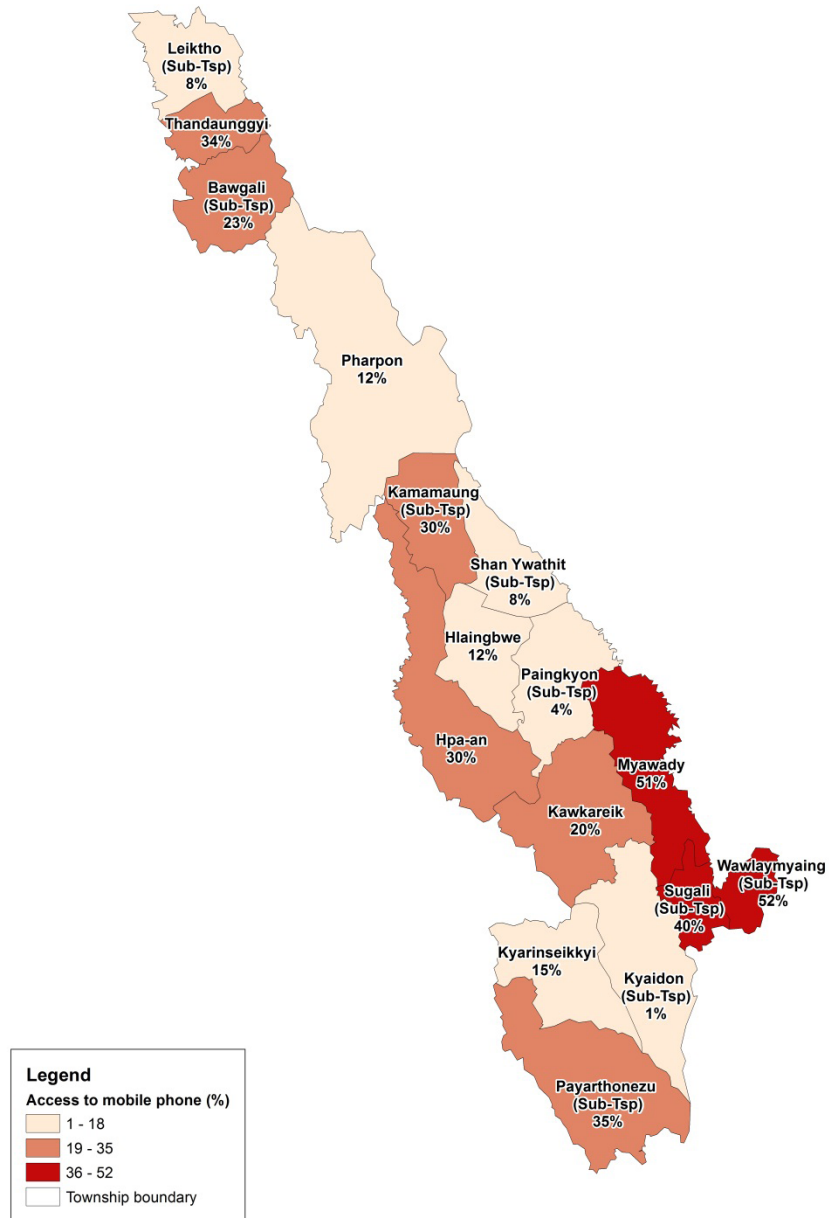 Leiktho
(Sub-Tsp)
8%
Thandaunggyi
34%
Bawgali
(Sub-Tsp)
23%
Pharpon
12%
Kamamaung
(Sub-Tsp)
30%
Shan Ywathit
(Sub-Tsp)
8%
Hlaingbwe
12%
Paingkyon
(Sub-Tsp)
4%
Hpa-an
30%
Myawady
51%
Kawkareik
20%
Wawlaymyaing
(Sub-Tsp)
52%
Sugali
(Sub-Tsp)
40%
Kyarinseikkyi
15%
Kyaidon
(Sub-Tsp)
1%
Payarthonezu
(Sub-Tsp)
35%
Legend
Access to mobile phone (%)
1 - 18
19 - 35
36 - 52
Township boundary